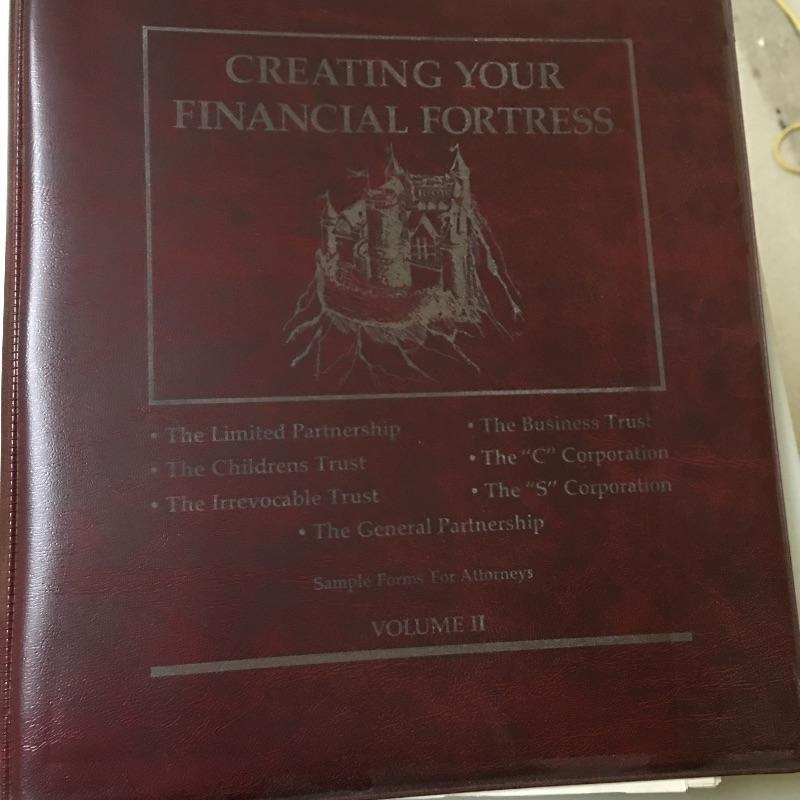 CREATING YOUR
FINANCIAL FORTRESS™
• The Limited Partnership
• The Childrens Trust
• The Irrevocable Trust
• The Business Trust
• The "C" Corporation
• The "S" Corporation
• The General Partnership
Sample Forms For Attorneys
VOLUME II